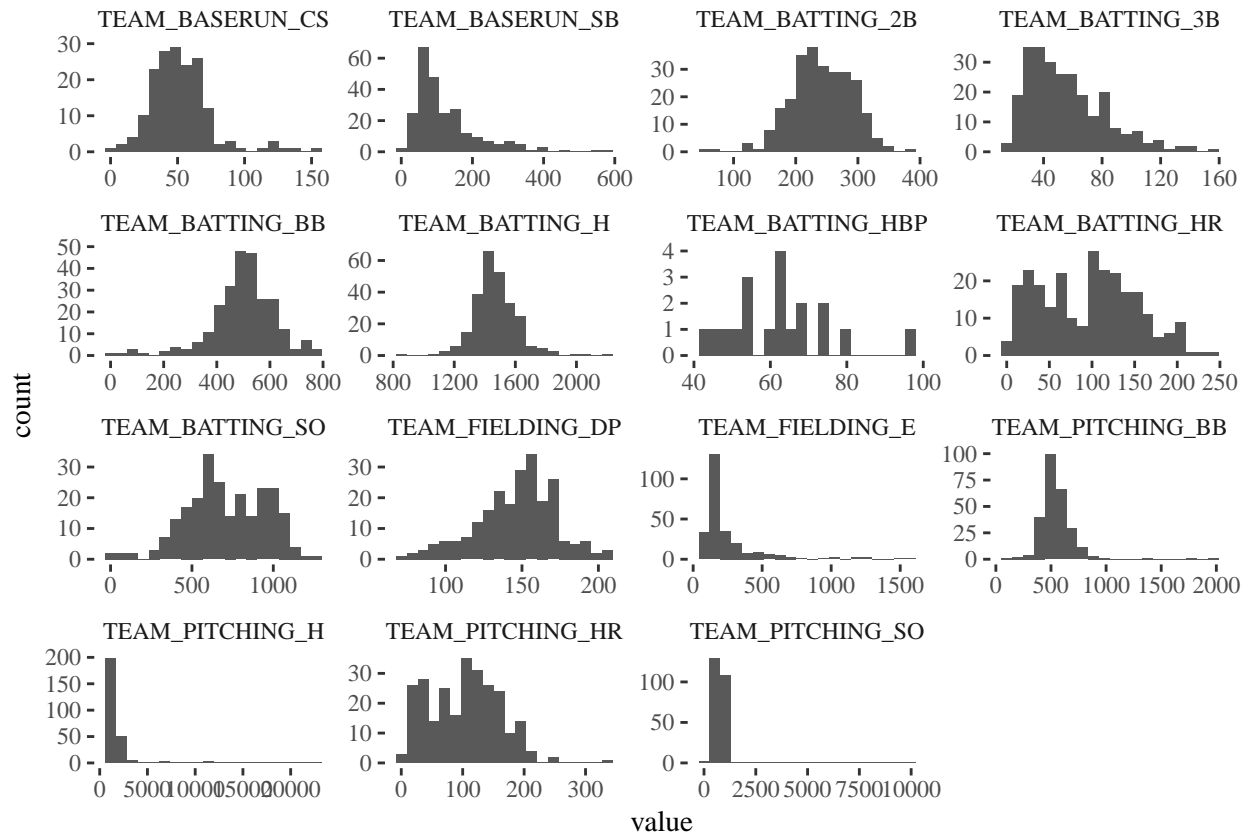 TEAM_BASERUN_CS TEAM_BASERUN_SB TEAM_BATTING_2B TEAM_BATTING_3B
30
20
10
0
0 50 100 150
60
40
20
0
0 200 400 600
30
20
10
0
100 200 300 400
30
20
10
0
40 80 120 160
TEAM_BATTING_BB TEAM_BATTING_H TEAM_BATTING_HBP TEAM_BATTING_HR
50
40
30
20
10
0
0 200 400 600 800
60
40
20
0
800 1200 1600 2000
4
3
2
1
0
40 60 80 100
20
10
0
0 50 100 150 200 250
count
TEAM_BATTING_SO TEAM_FIELDING_DP TEAM_FIELDING_E TEAM_PITCHING_BB
30
20
10
0
0 500 1000
30
20
10
0
100 150 200
100
50
0
0 500 1000 1500
100
75
50
25
0
0 500 1000 1500 2000
TEAM_PITCHING_H TEAM_PITCHING_HR TEAM_PITCHING_SO
200
150
100
50
0
0 5000 10000 15000 20000
30
20
10
0
0 100 200 300
100
50
0
0 2500 5000 7500 10000
value